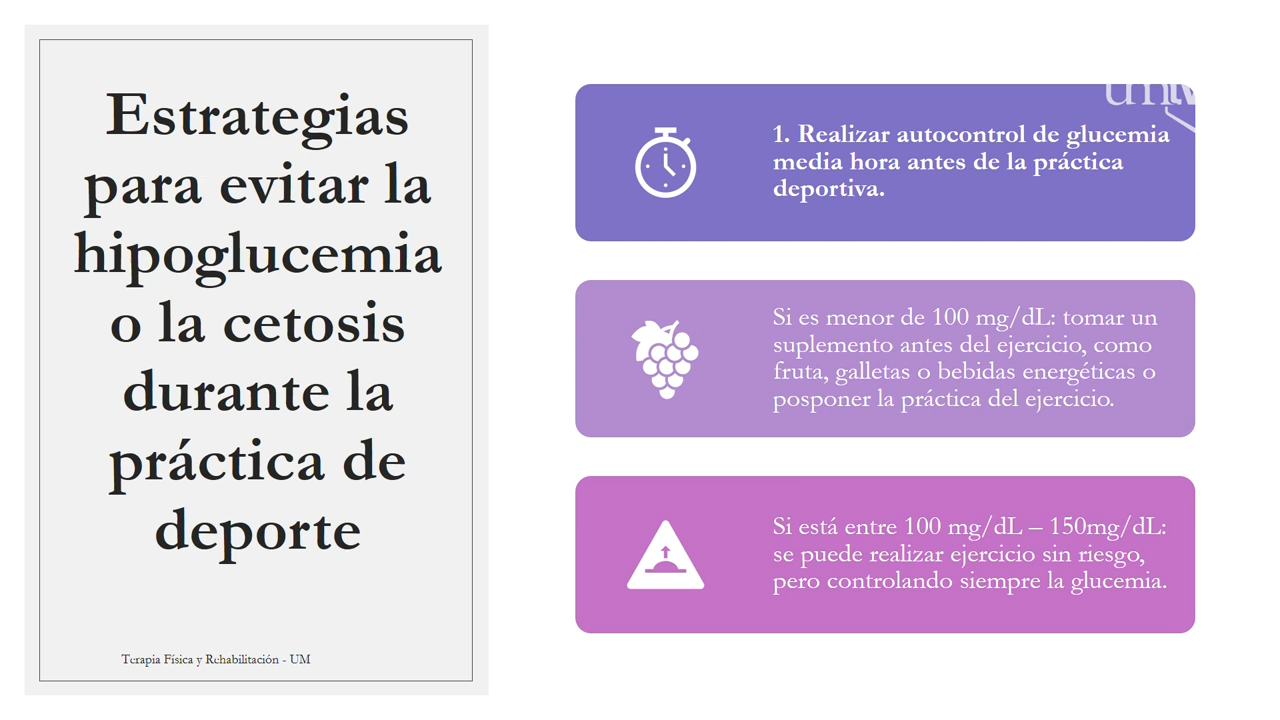 Estrategias
para evitar la
hipoglucemia
o la cetosis
durante la
práctica de
deporte
Terapia Física y Rehabilitación - UM
1. Realizar autocontrol de glucemia
media hora antes de la práctica
deportiva.
Si es menor de 100 mg/dL: tomar un
suplemento antes del ejercicio, como
fruta, galletas o bebidas energéticas o
posponer la práctica del ejercicio.
Si está entre 100 mg/dL – 150mg/dL:
se puede realizar ejercicio sin riesgo,
pero controlando siempre la glucemia.